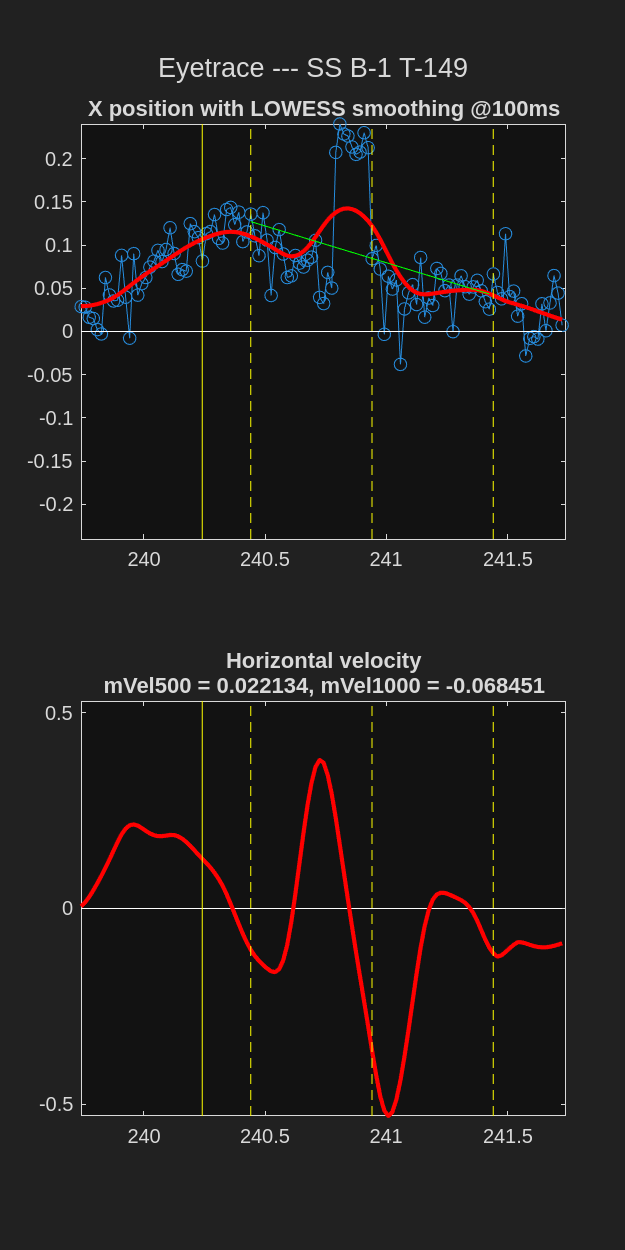 Eyetrace --- SS B-1 T-149
X position with LOWESS smoothing @100ms
0.2
0.15
0.1
0.05
0
-0.05
-0.1
-0.15
-0.2
240 240.5 241 241.5
Horizontal velocity
mVel500 = 0.022134, mVel1000 = -0.068451
0.5
0
-0.5
240 240.5 241 241.5